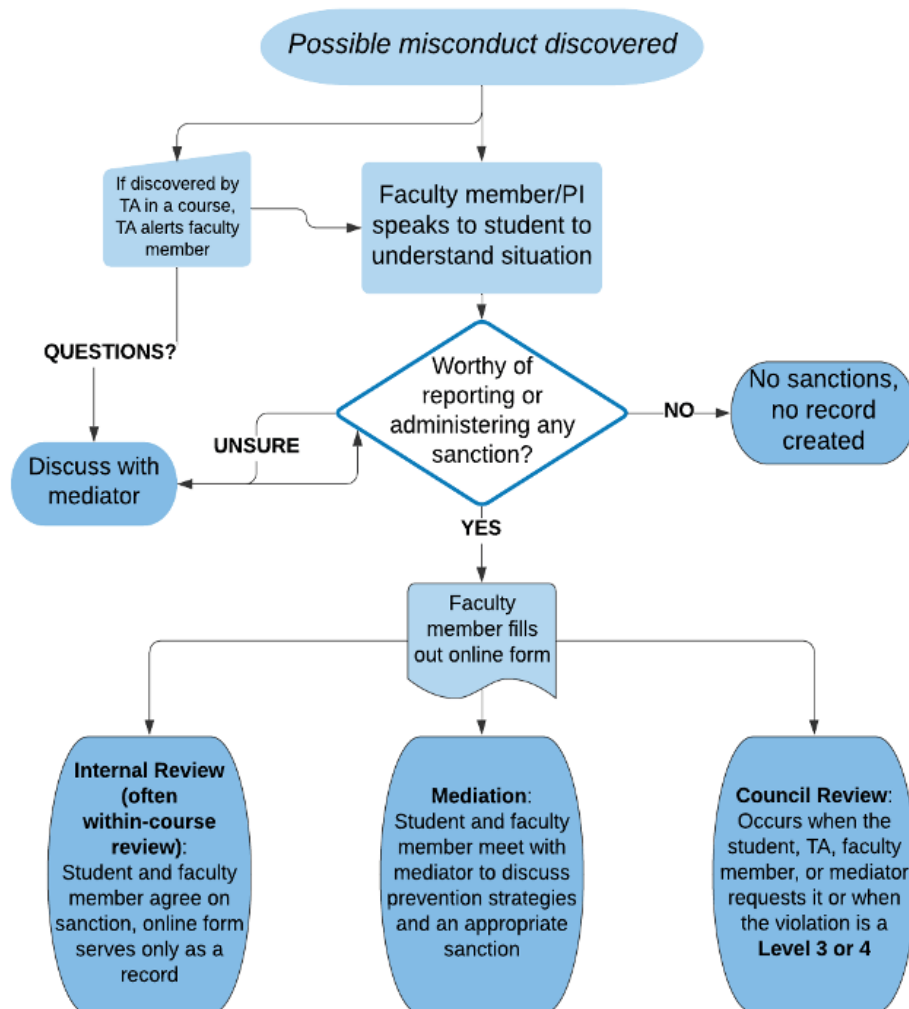 Possible misconduct discovered
If discovered by
TA in a course,
TA alerts faculty
member
Faculty member/PI
speaks to student to
understand situation
QUESTIONS?
Discuss with
mediator
UNSURE
Worthy of
reporting or
administering any
sanction?
NO
No sanctions,
no record
created
YES
Faculty
member fills
out online form
Internal Review
(often
within-course
review):
Student and faculty
member agree on
sanction, online form
serves only as a
record
Mediation:
Student and faculty
member meet with
mediator to discuss
prevention strategies
and an appropriate
sanction
Council Review:
Occurs when the
student, TA, faculty
member, or mediator
requests it or when
the violation is a
Level 3 or 4